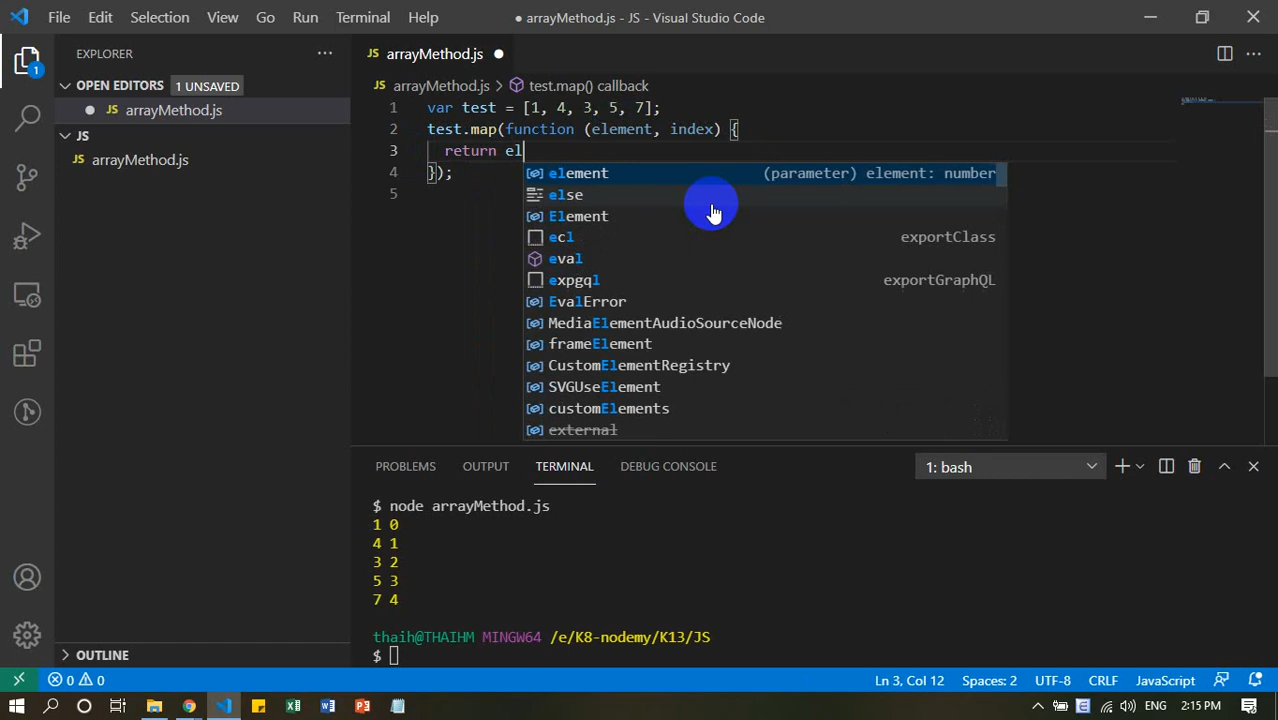 File Edit Selection View Go Run Terminal Help
● arrayMethod.js - JS - Visual Studio Code
EXPLORER
OPEN EDITORS 1 UNSAVED
● JS arrayMethod.js
JS
JS arrayMethod.js
OUTLINE
1
JS arrayMethod.js ●
JS arrayMethod.js > test.map() callback
1 var test = [1, 4, 3, 5, 7];
2 test.map(function (element, index) {
3 return el
4 });
5
element (parameter) element: number
else
Element
ecl exportClass
eval
expgql exportGraphQL
EvalError
MediaElementAudioSourceNode
frameElement
CustomElementRegistry
SVGUseElement
customElements
external
PROBLEMS OUTPUT TERMINAL DEBUG CONSOLE 1: bash
$ node arrayMethod.js
1 0
4 1
3 2
5 3
7 4
thaih@THAIHM MINGW64 /e/K8-nodemy/K13/JS
$
0 0 Ln 3, Col 12 Spaces: 2 UTF-8 CRLF JavaScript
ENG 2:15 PM